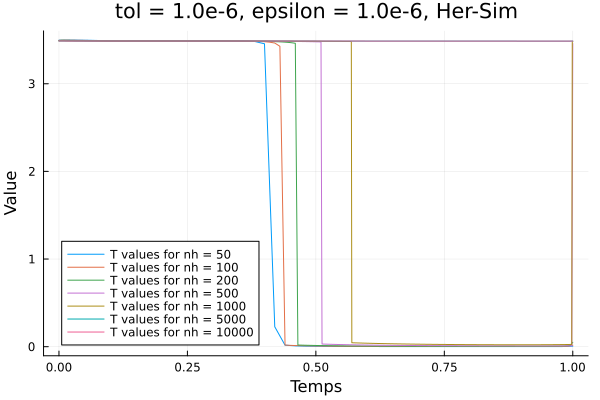 tol = 1.0e-6, epsilon = 1.0e-6, Her-Sim
Value
3
2
1
0
T values for nh = 50
T values for nh = 100
T values for nh = 200
T values for nh = 500
T values for nh = 1000
T values for nh = 5000
T values for nh = 10000
0.00 0.25 0.50 0.75 1.00
Temps